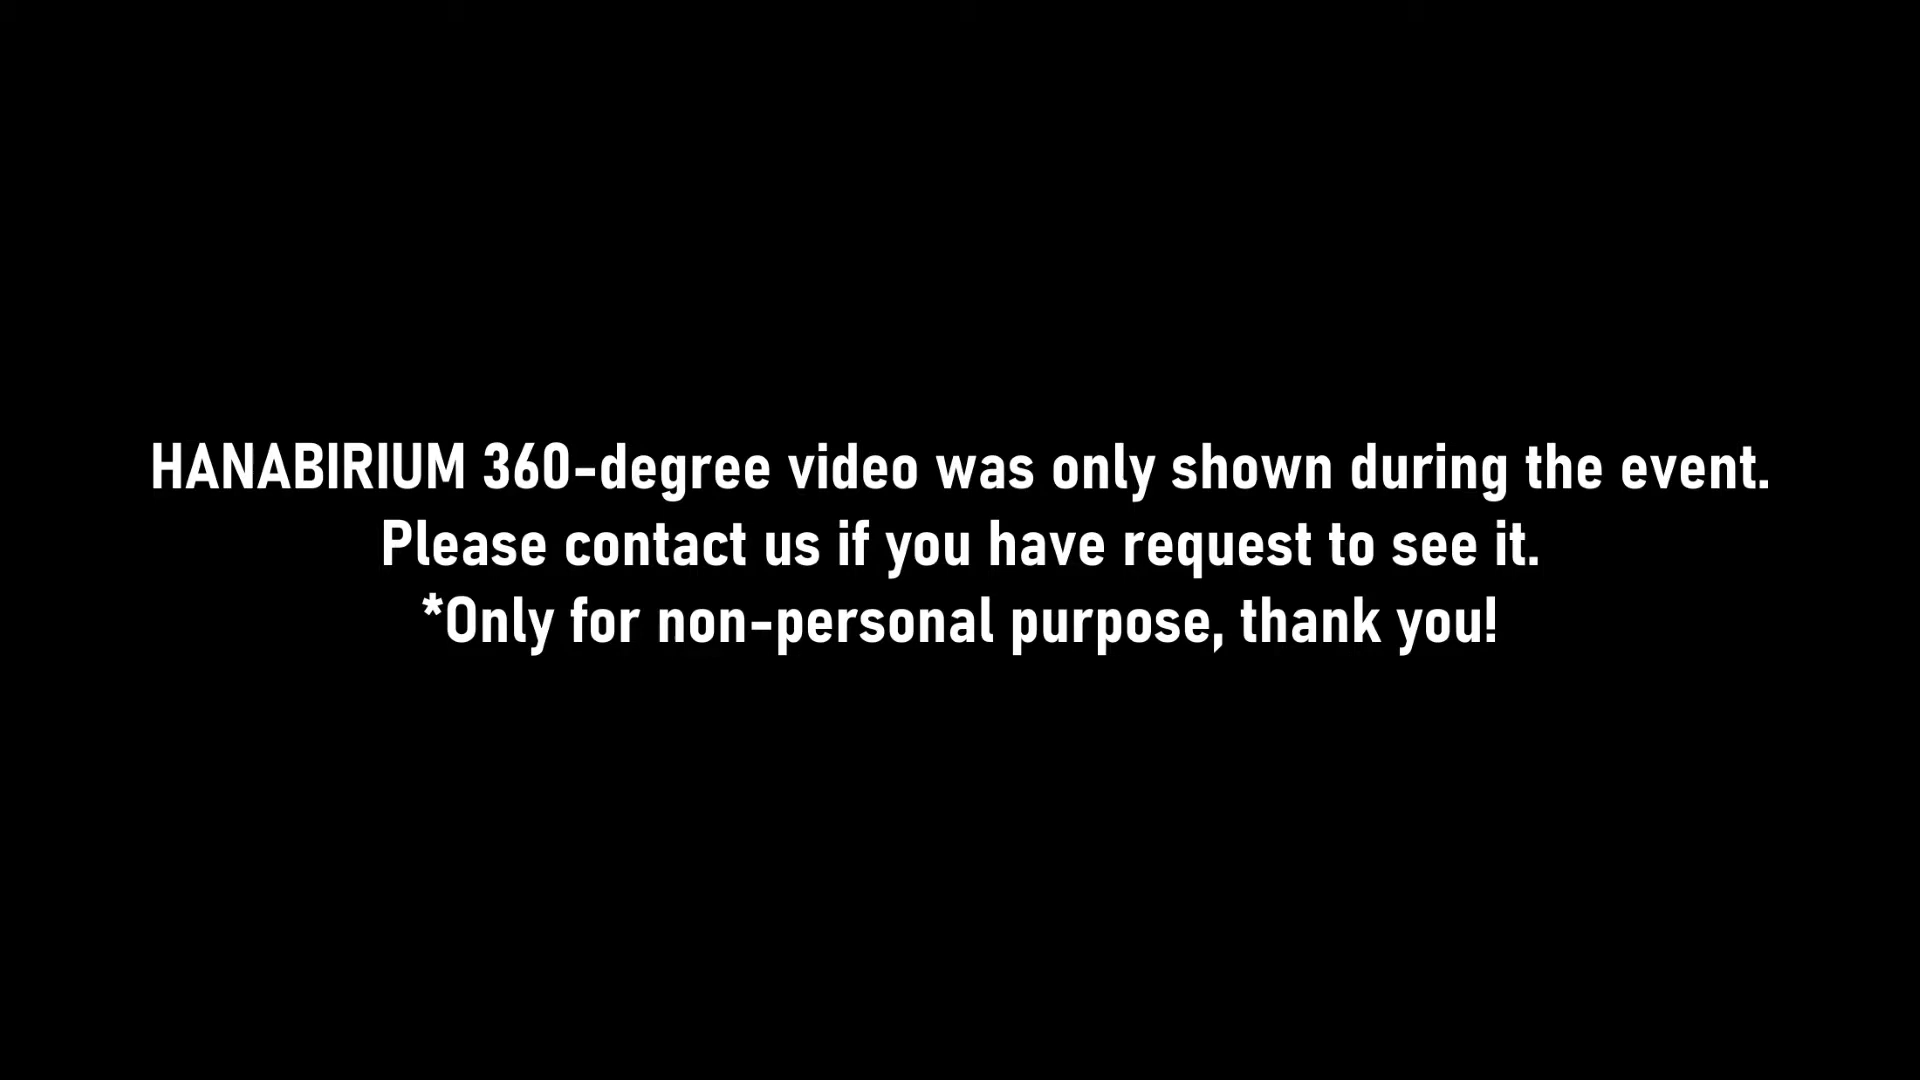 HANABIRIUM 360-degree video was only shown during the event.
Please contact us if you have request to see it.
*Only for non-personal purpose, thank you!